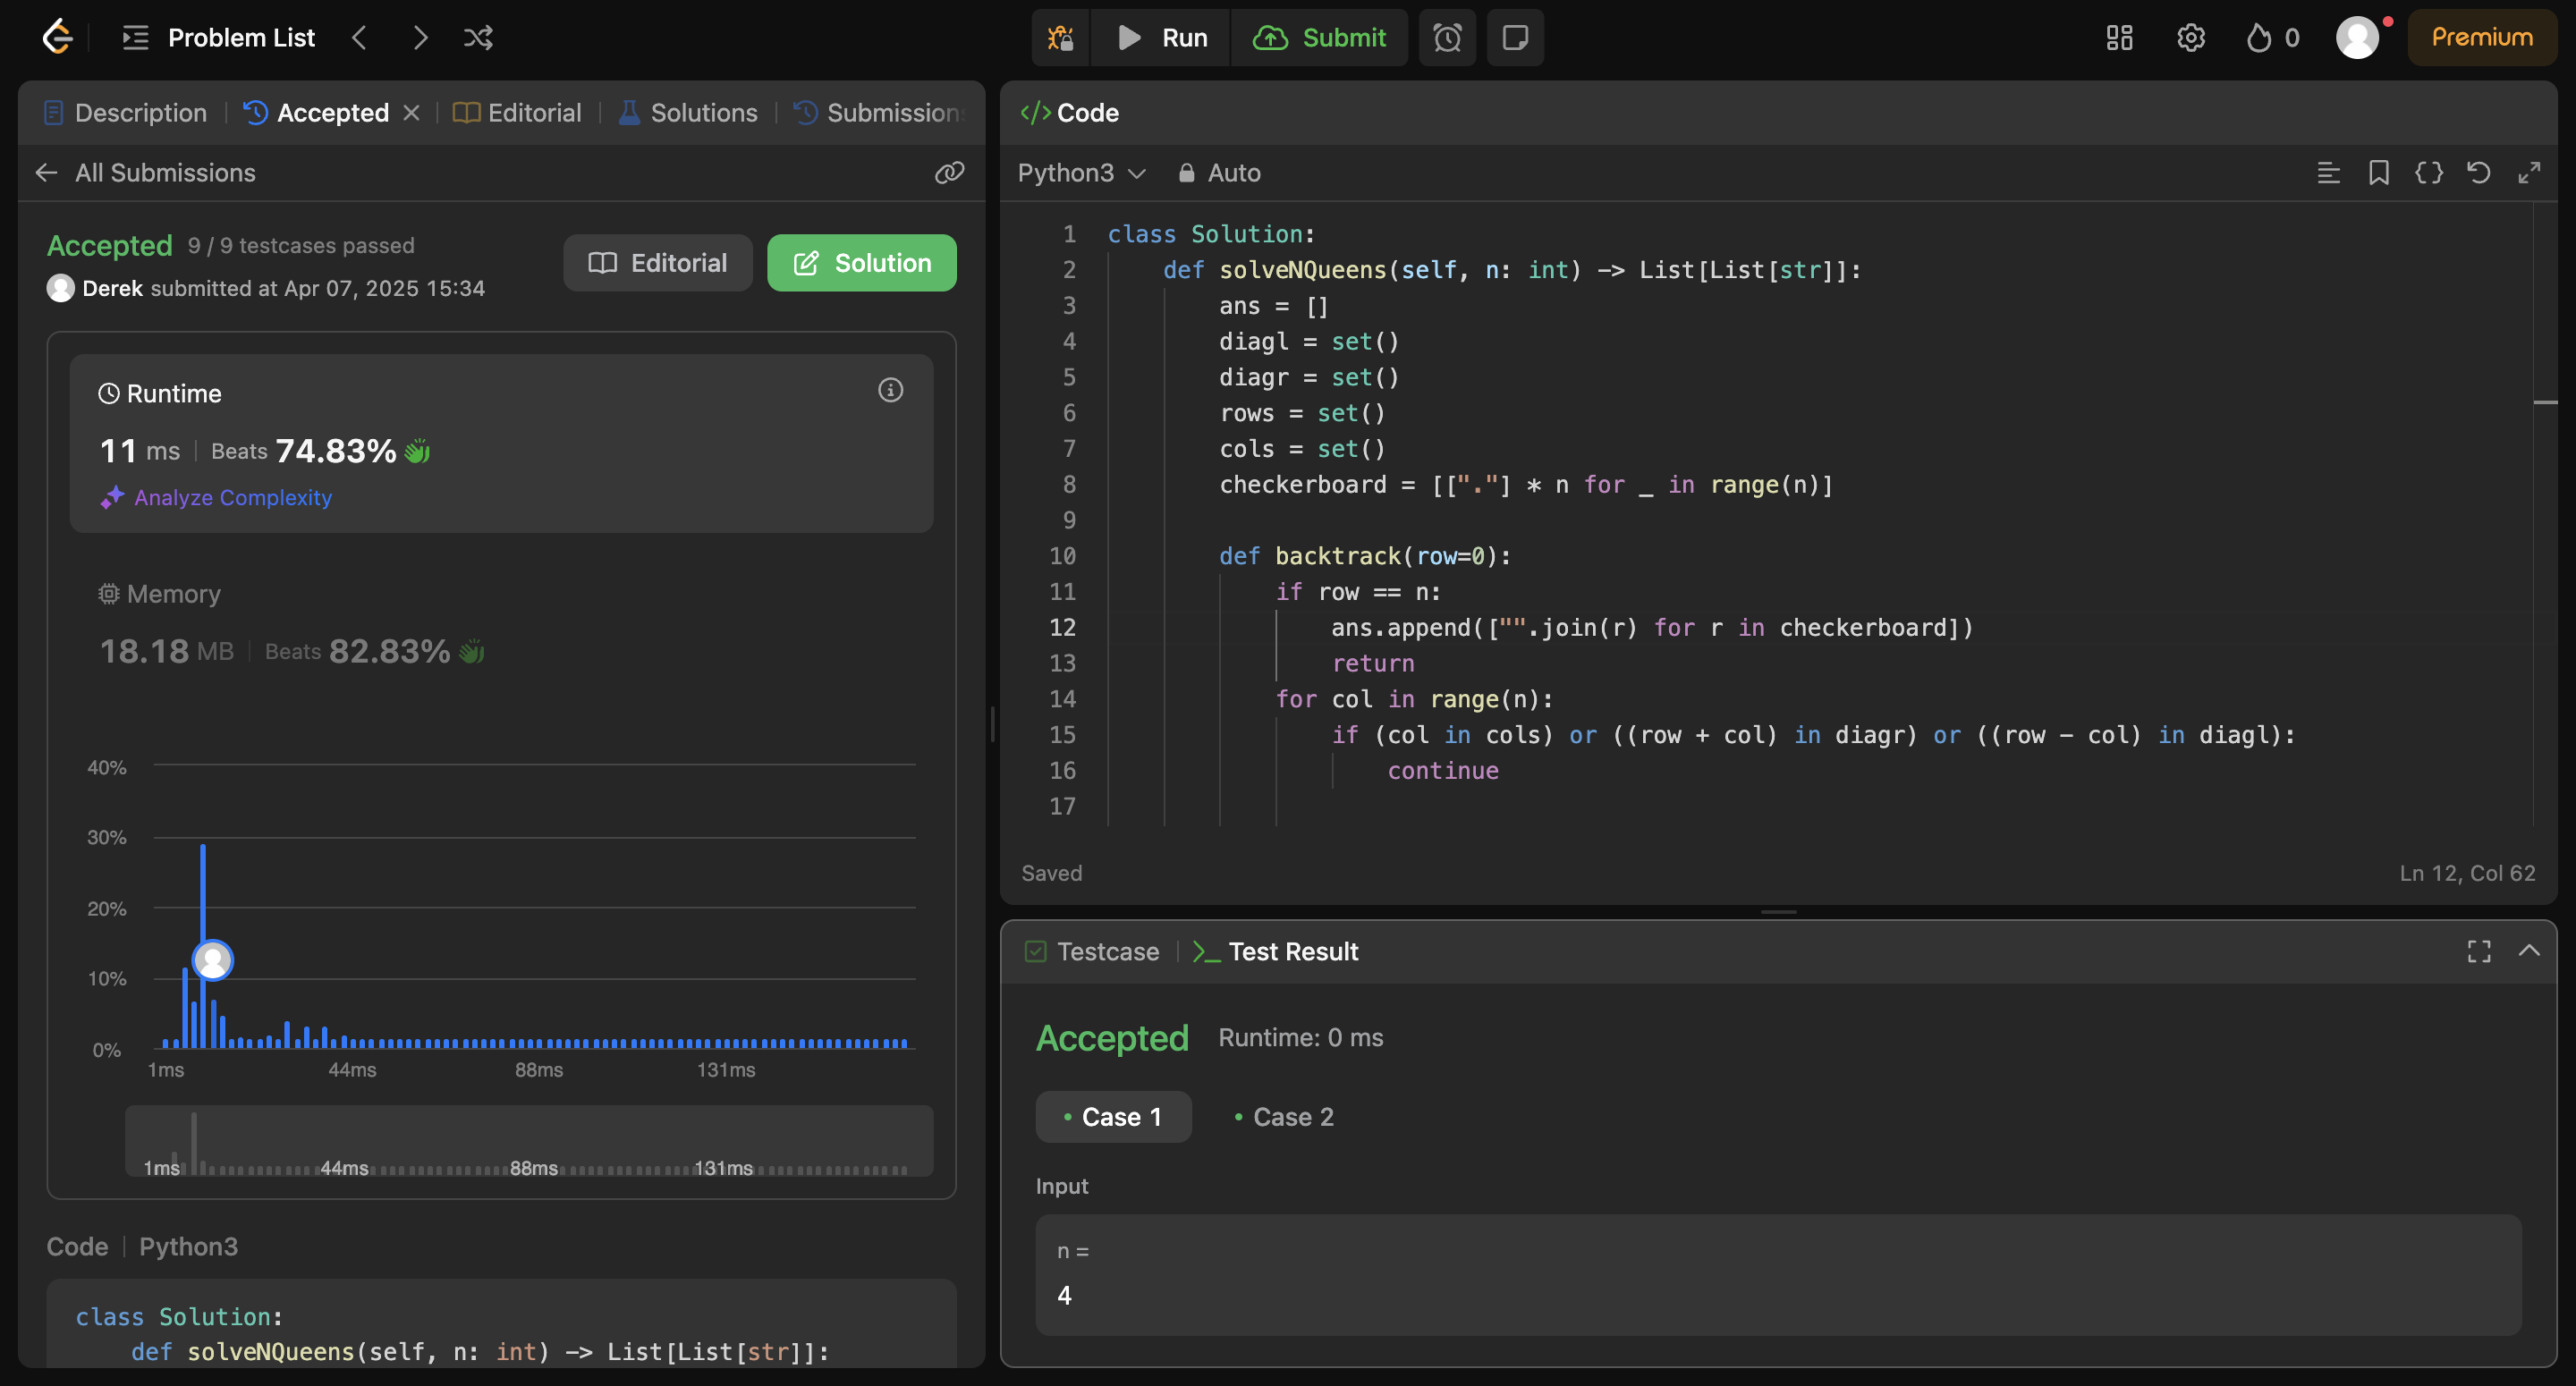 Problem List
Run
Submit
0
Premium
Description
Accepted
Editorial
Solutions
Submissions
All Submissions
Accepted 9 / 9 testcases passed
Derek submitted at Apr 07, 2025 15:34
Editorial
Solution
Runtime
11 ms Beats 74.83%
Analyze Complexity
Memory
18.18 MB Beats 82.83%
40%
30%
20%
10%
0%
1ms 44ms 88ms 131ms
1ms 44ms 88ms 131ms
Code Python3
class Solution:
    def solveNQueens(self, n: int) -> List[List[str]]:
</> Code
Python3 Auto
1 class Solution:
2     def solveNQueens(self, n: int) -> List[List[str]]:
3         ans = []
4         diagl = set()
5         diagr = set()
6         rows = set()
7         cols = set()
8         checkerboard = [["."] * n for _ in range(n)]
9
10         def backtrack(row=0):
11             if row == n:
12                 ans.append(["".join(r) for r in checkerboard])
13                 return
14             for col in range(n):
15                 if (col in cols) or ((row + col) in diagr) or ((row - col) in diagl):
16                     continue
17
Saved
Ln 12, Col 62
Testcase
Test Result
Accepted Runtime: 0 ms
Case 1
Case 2
Input
n =
4